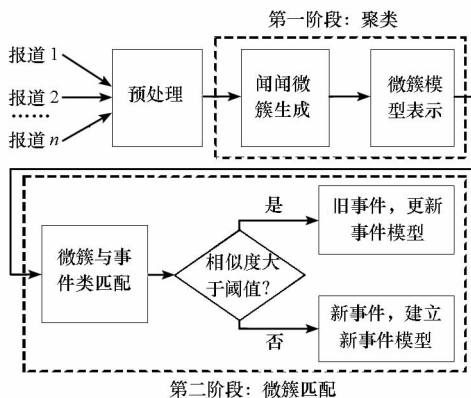 第一阶段：聚类
报道 1
报道 2
……
报道 n
预处理
闻闻微
簇生成
微簇模
型表示
微簇与事
件类匹配
相似度大
于阈值？
是
否
旧事件，更新
事件模型
新事件，建立
新事件模型
第二阶段：微簇匹配